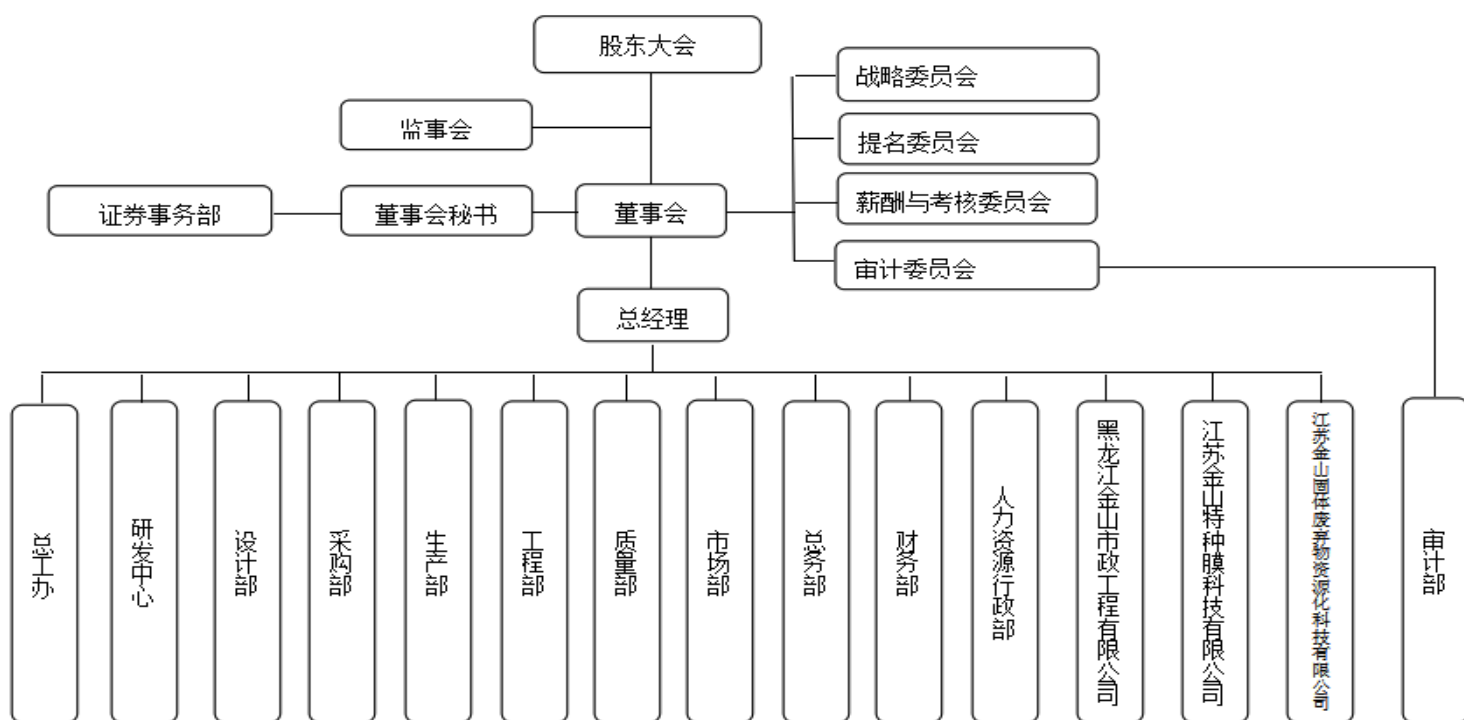 股东大会
战略委员会
监事会
提名委员会
薪酬与考核委员会
证券事务部
董事会秘书
董事会
审计委员会
总经理
总工办
研发中心
设计部
采购部
生产部
工程部
质量部
市场部
总务部
财务部
人力资源行政部
黑龙江金山市政工程有限公司
江苏金山特种膜科技有限公司
江苏金山固体废弃物资源化科技有限公司
审计部